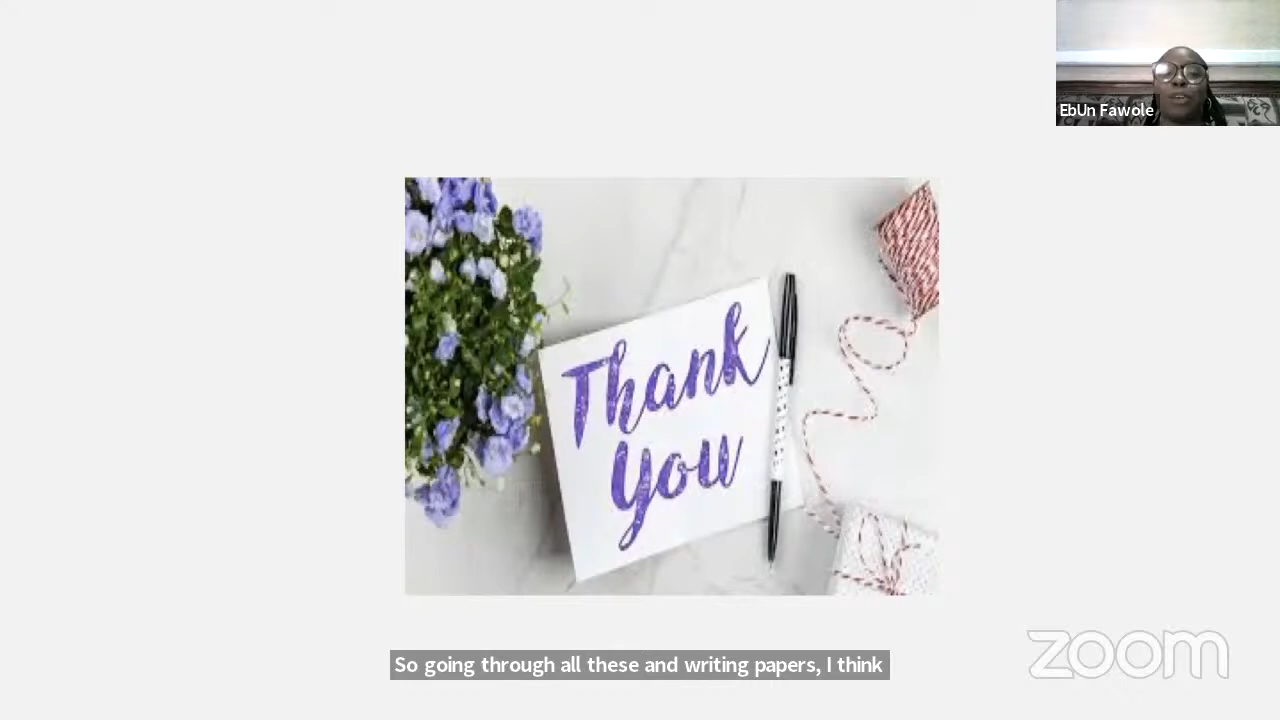 EbUn Fawole
Thank
You
So going through all these and writing papers, I think
zoom